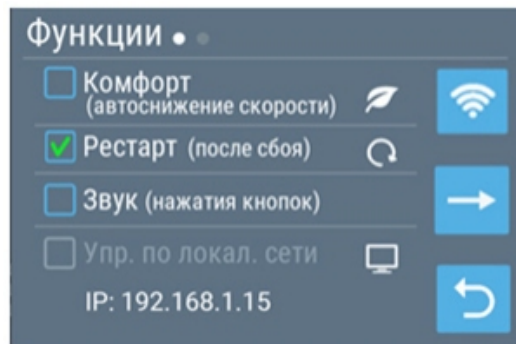 Функции
Комфорт
(автоснижение скорости)
Рестарт (после сбоя)
Звук (нажатия кнопок)
Упр. по локал. сети
IP: 192.168.1.15